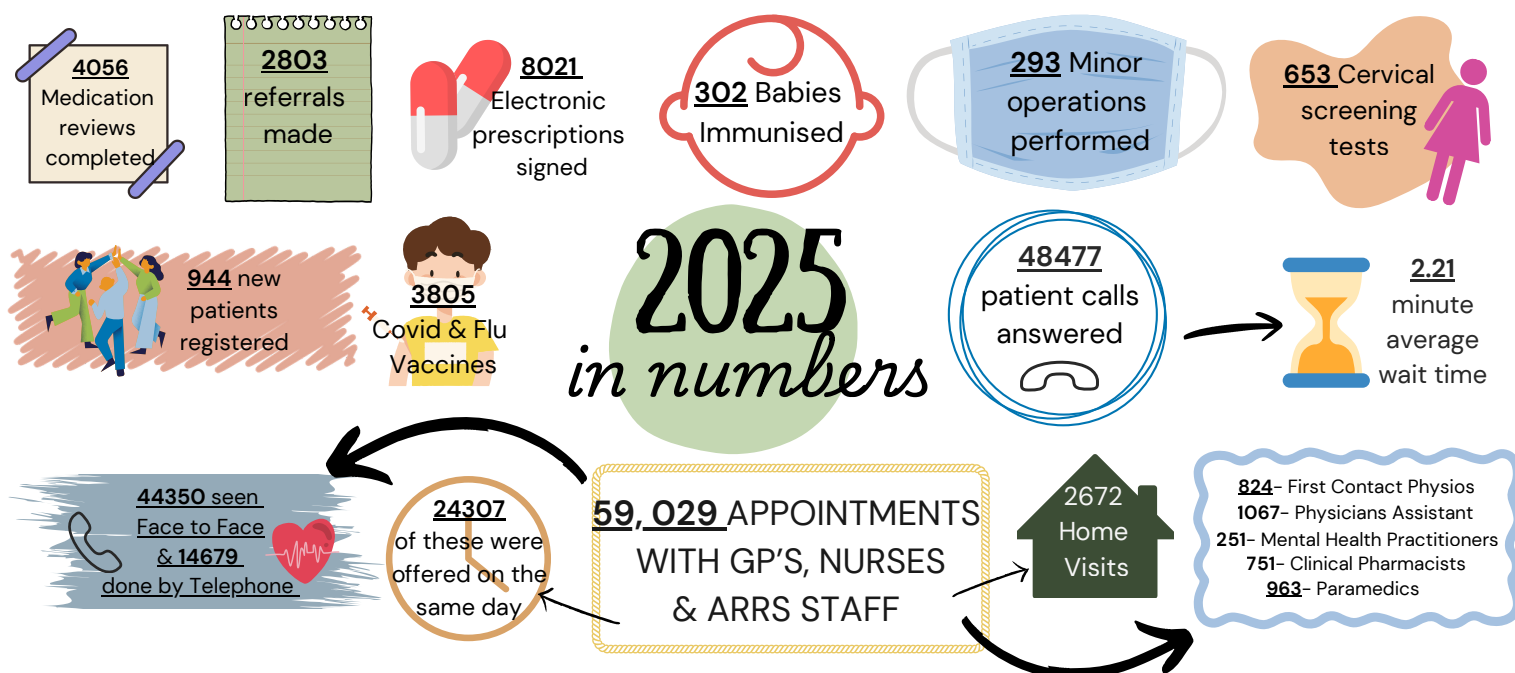 4056
Medication
reviews
completed
2803
referrals
made
8021
Electronic
prescriptions
signed
302 Babies
Immunised
293 Minor
operations
performed
653 Cervical
screening
tests
944 new
patients
registered
3805
Covid & Flu
Vaccines
2025
in numbers
48477
patient calls
answered
2.21
minute
average
wait time
44350 seen
Face to Face
& 14679
done by Telephone
24307
of these were
offered on the
same day
59, 029 APPOINTMENTS
WITH GP'S, NURSES
& ARRS STAFF
2672
Home
Visits
824- First Contact Physios
1067- Physicians Assistant
251- Mental Health Practitioners
751- Clinical Pharmacists
963- Paramedics